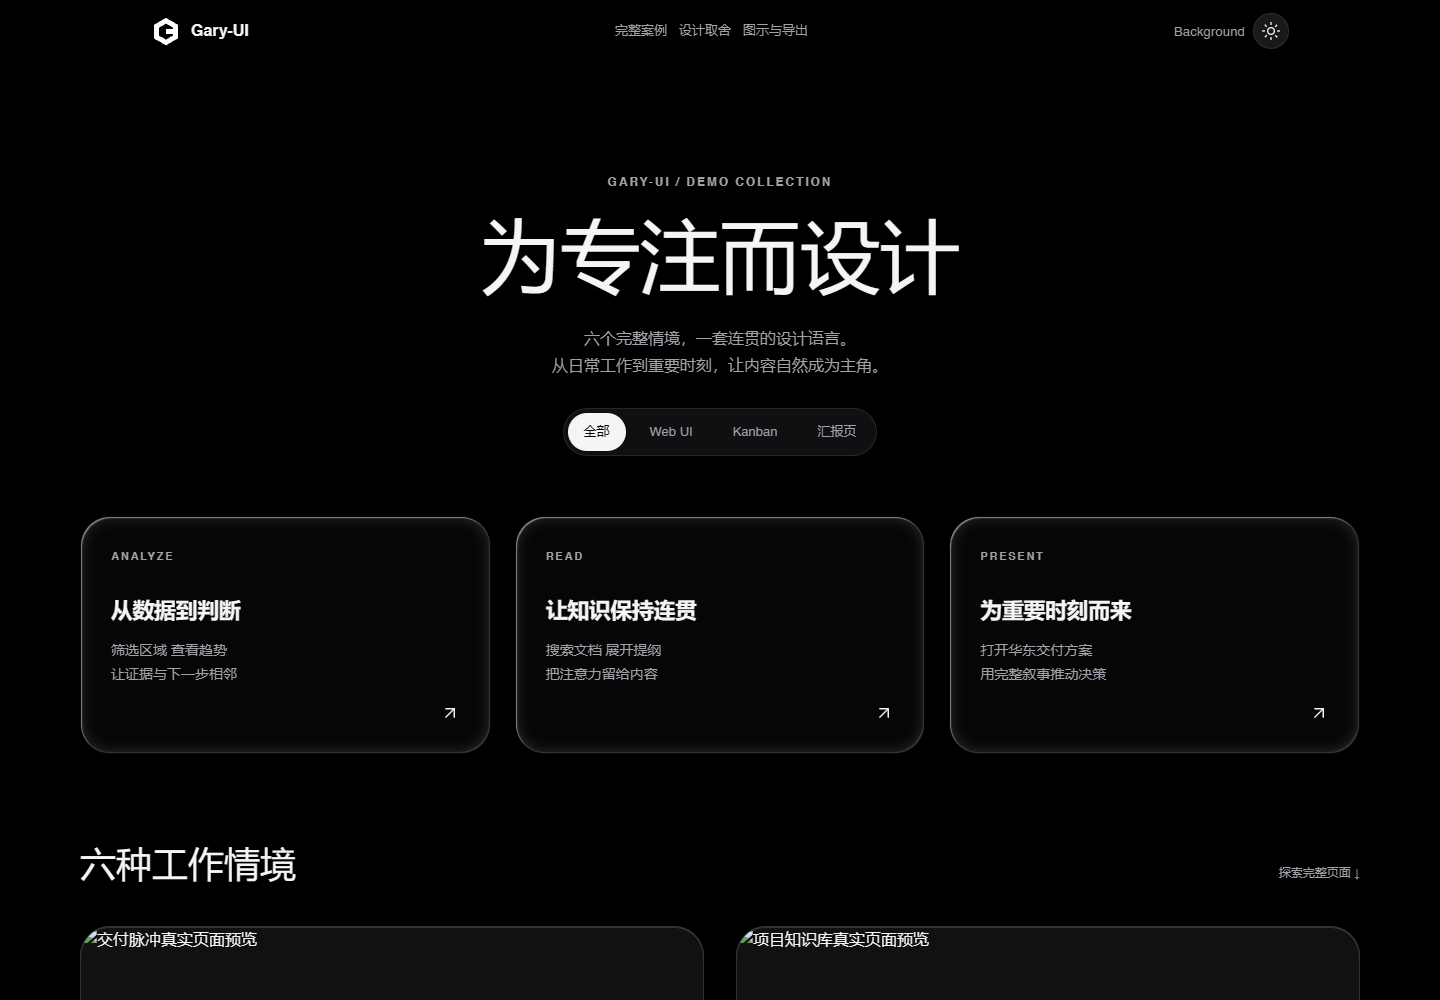 Gary-UI
完整案例 设计取舍 图示与导出
Background
GARY-UI / DEMO COLLECTION
为专注而设计
六个完整情境，一套连贯的设计语言。
从日常工作到重要时刻，让内容自然成为主角。
全部 Web UI Kanban 汇报页
ANALYZE
从数据到判断
筛选区域 查看趋势
让证据与下一步相邻
READ
让知识保持连贯
搜索文档 展开提纲
把注意力留给内容
PRESENT
为重要时刻而来
打开华东交付方案
用完整叙事推动决策
六种工作情境
探索完整页面 ↓
交付脉冲真实页面预览
项目知识库真实页面预览